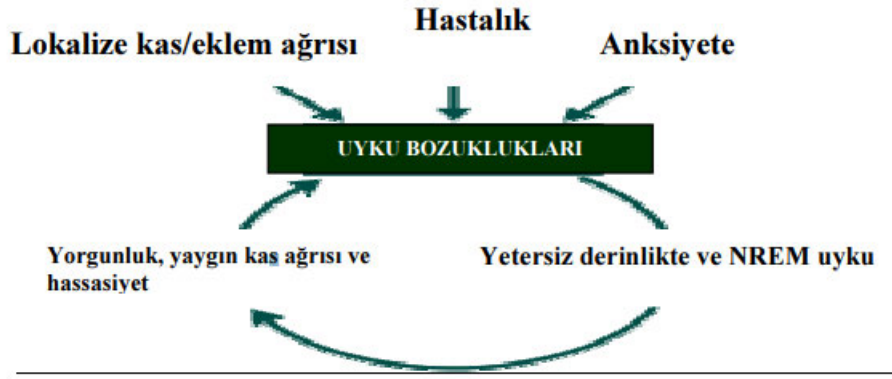 Hastalık
Lokalize kas/eklem ağrısı
Anksiyete
UYKU BOZUKLUKLARI
Yorgunluk, yaygın kas ağrısı ve
hassasiyet
Yetersiz derinlikte ve NREM uyku